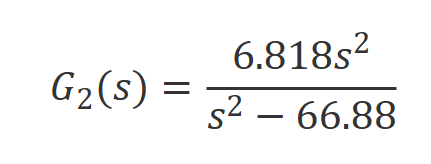 G₂(s) = 6.818s² / s² − 66.88